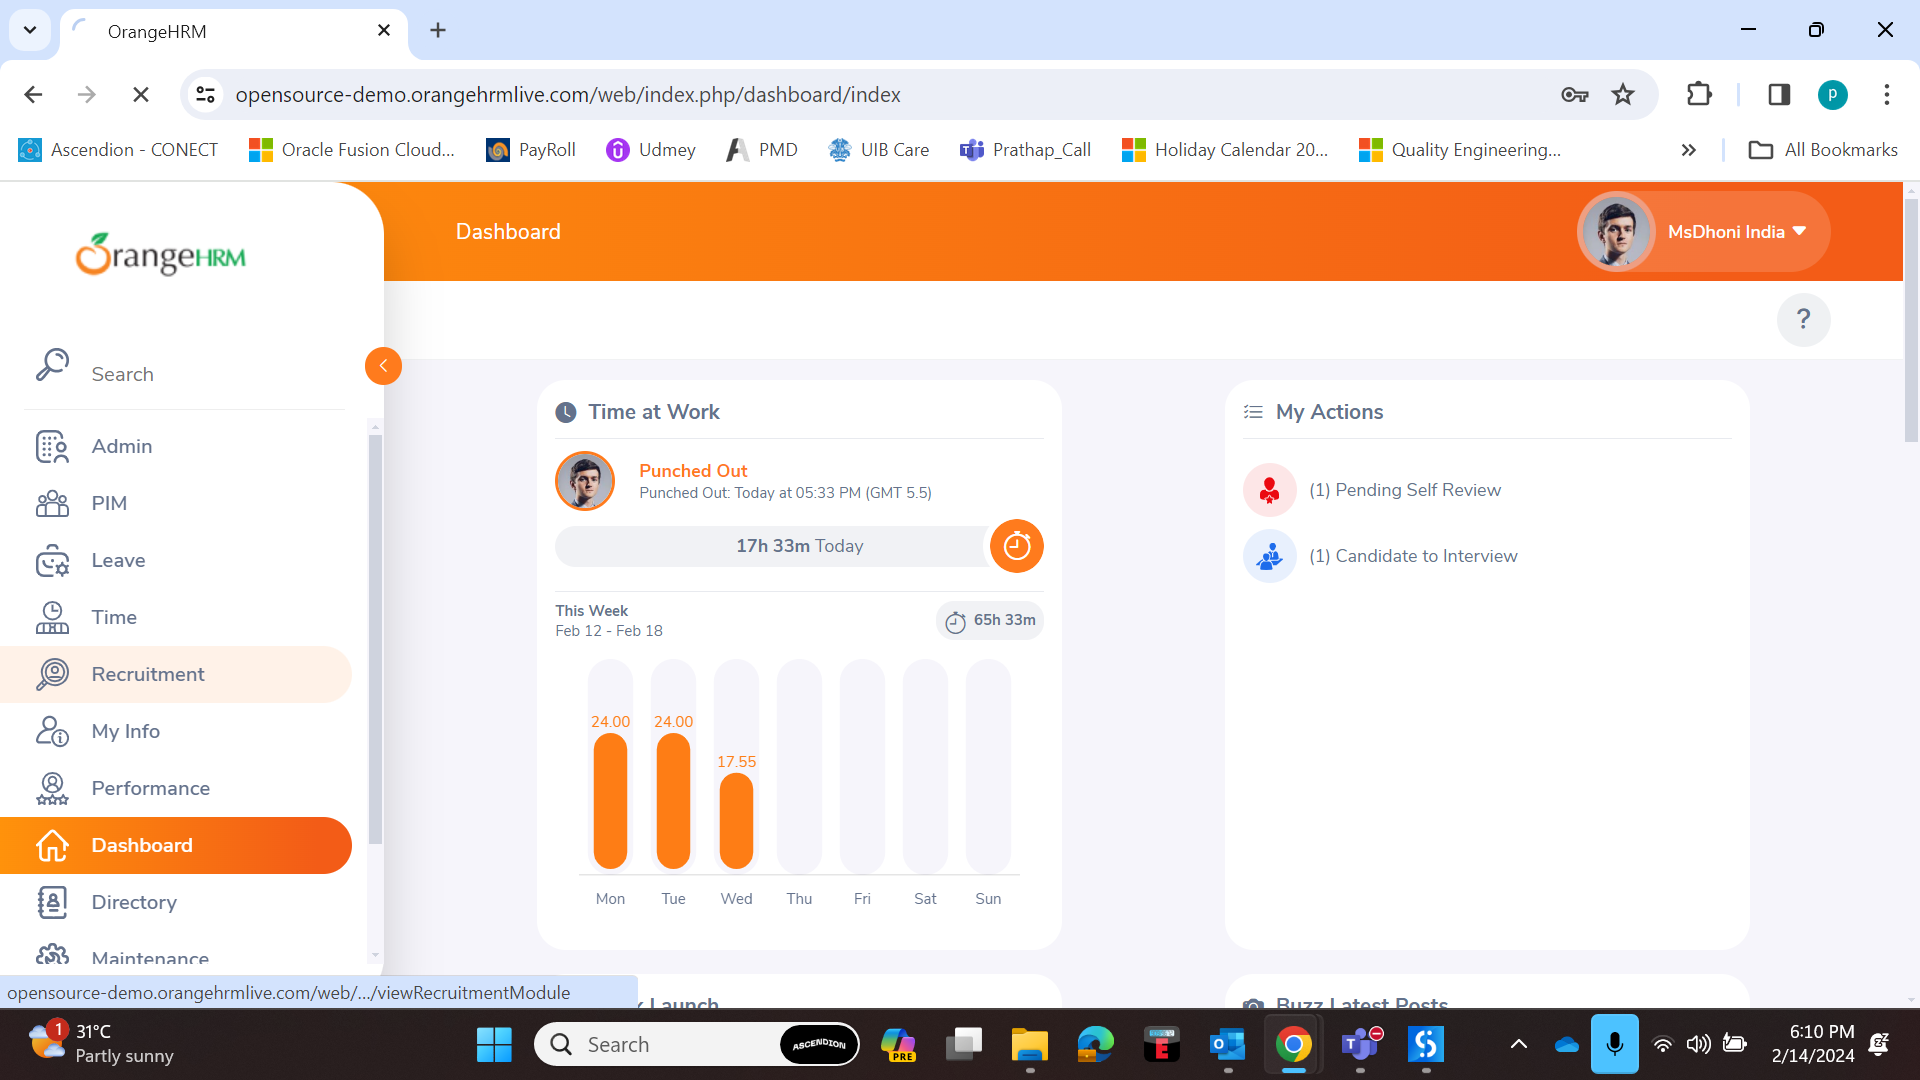 OrangeHRM
opensource-demo.orangehrmlive.com/web/index.php/dashboard/index
p
Ascendion - CONECT
Oracle Fusion Cloud...
PayRoll
Udmey
PMD
UIB Care
Prathap_Call
Holiday Calendar 20...
Quality Engineering...
All Bookmarks
OrangeHRM
Dashboard
MsDhoni India
?
Search
Admin
PIM
Leave
Time
Recruitment
My Info
Performance
Dashboard
Directory
Maintenance
Time at Work
Punched Out
Punched Out: Today at 05:33 PM (GMT 5.5)
17h 33m Today
This Week
Feb 12 - Feb 18
65h 33m
24.00
24.00
17.55
Mon
Tue
Wed
Thu
Fri
Sat
Sun
My Actions
(1) Pending Self Review
(1) Candidate to Interview
Launch
Buzz Latest Posts
opensource-demo.orangehrmlive.com/web/.../viewRecruitmentModule
1
31°C
Partly sunny
Search
ASCENDION
PRE
6:10 PM
2/14/2024